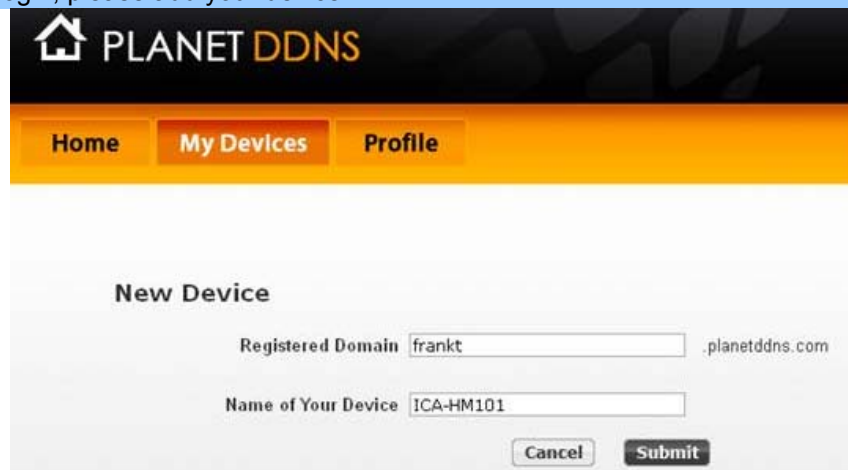 PLANET DDNS
Home My Devices Profile
New Device
Registered Domain frankt .planetddns.com
Name of Your Device ICA-HM101
Cancel Submit